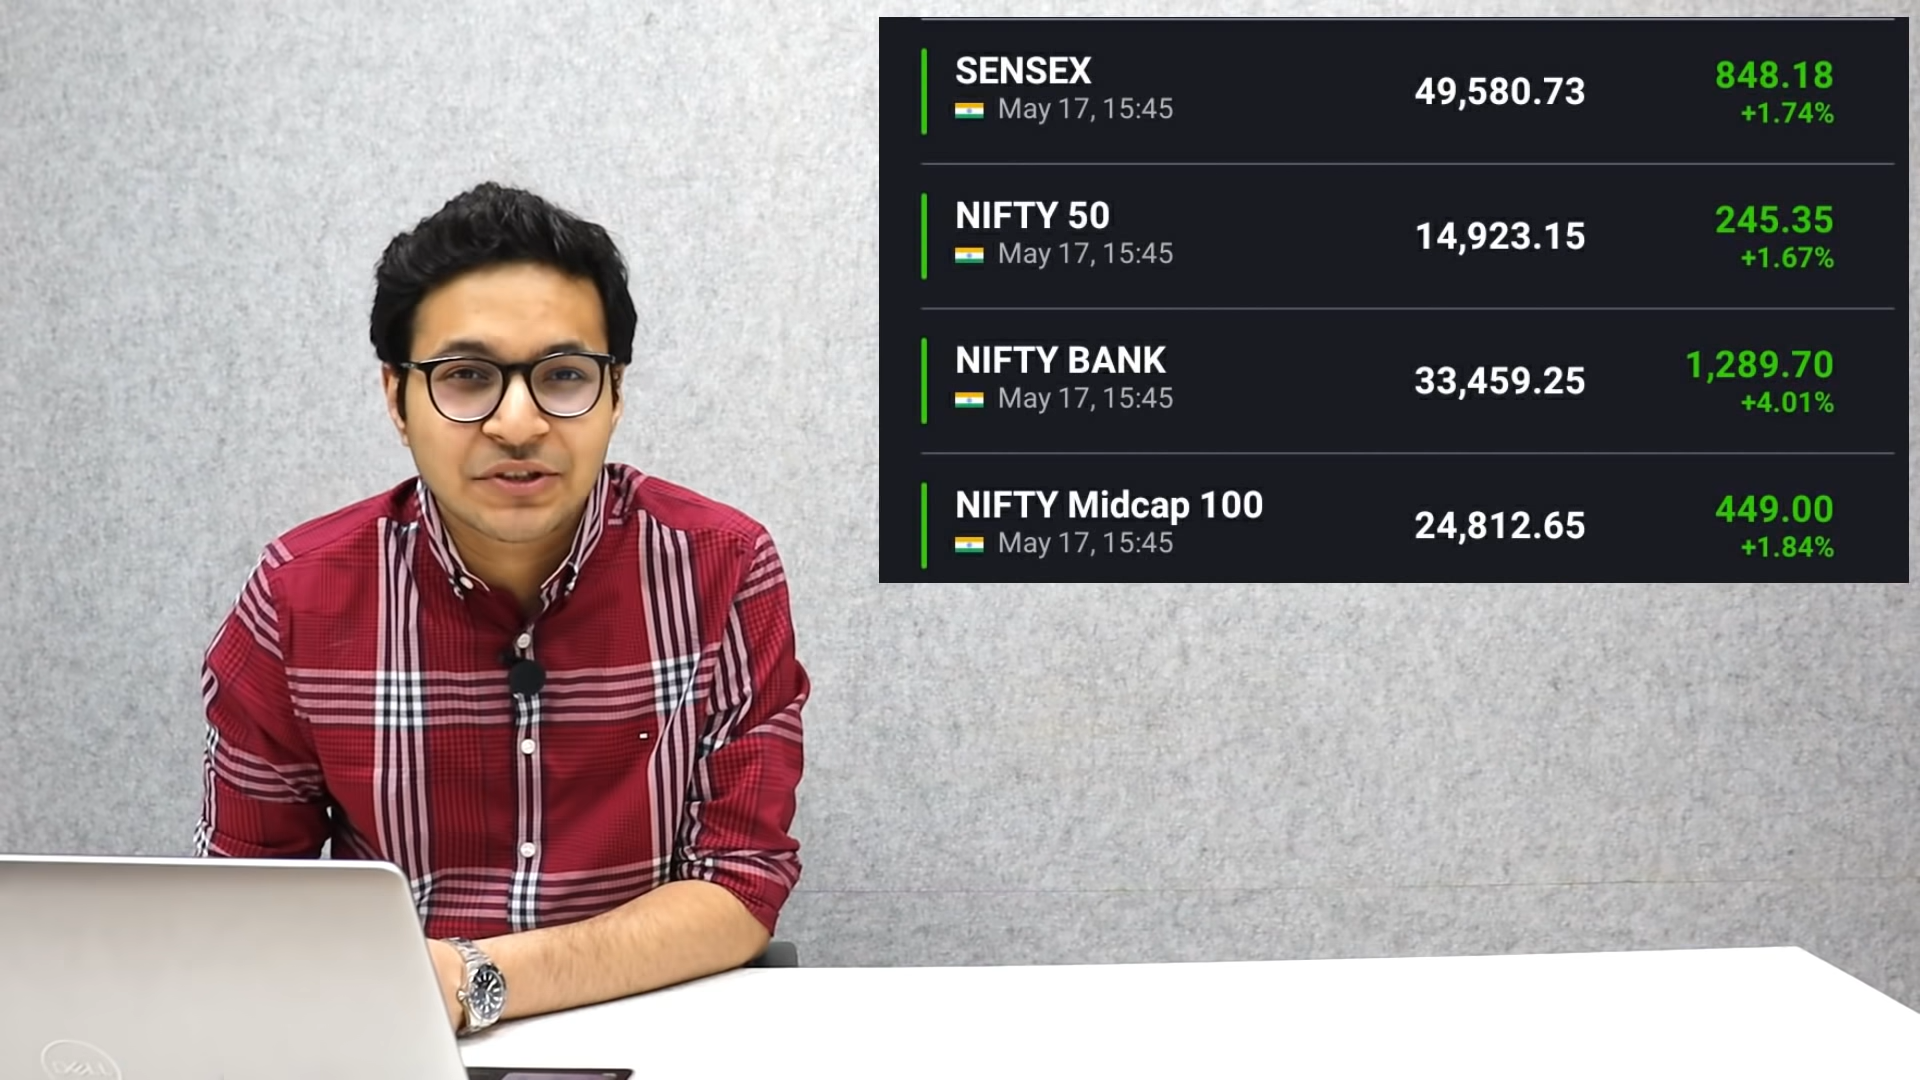 SENSEX
May 17, 15:45
49,580.73
848.18
+1.74%
NIFTY 50
May 17, 15:45
14,923.15
245.35
+1.67%
NIFTY BANK
May 17, 15:45
33,459.25
1,289.70
+4.01%
NIFTY Midcap 100
May 17, 15:45
24,812.65
449.00
+1.84%
DELL